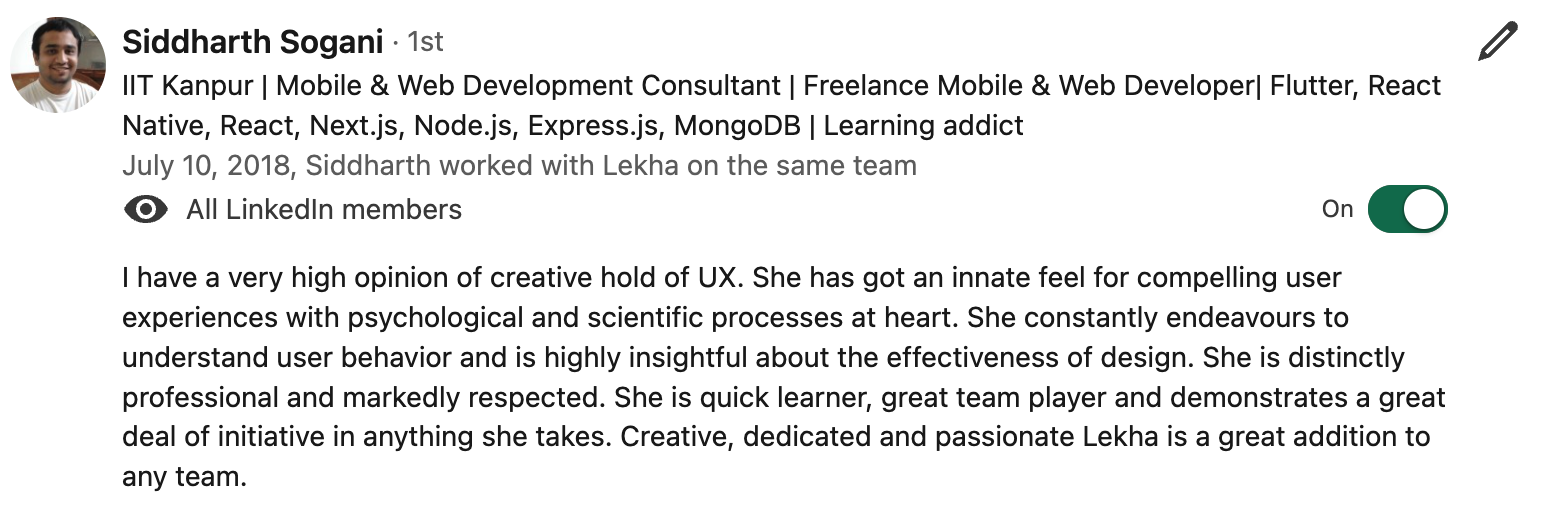 Siddharth Sogani · 1st
IIT Kanpur | Mobile & Web Development Consultant | Freelance Mobile & Web Developer| Flutter, React
Native, React, Next.js, Node.js, Express.js, MongoDB | Learning addict
July 10, 2018, Siddharth worked with Lekha on the same team
All LinkedIn members
On
I have a very high opinion of creative hold of UX. She has got an innate feel for compelling user
experiences with psychological and scientific processes at heart. She constantly endeavours to
understand user behavior and is highly insightful about the effectiveness of design. She is distinctly
professional and markedly respected. She is quick learner, great team player and demonstrates a great
deal of initiative in anything she takes. Creative, dedicated and passionate Lekha is a great addition to
any team.